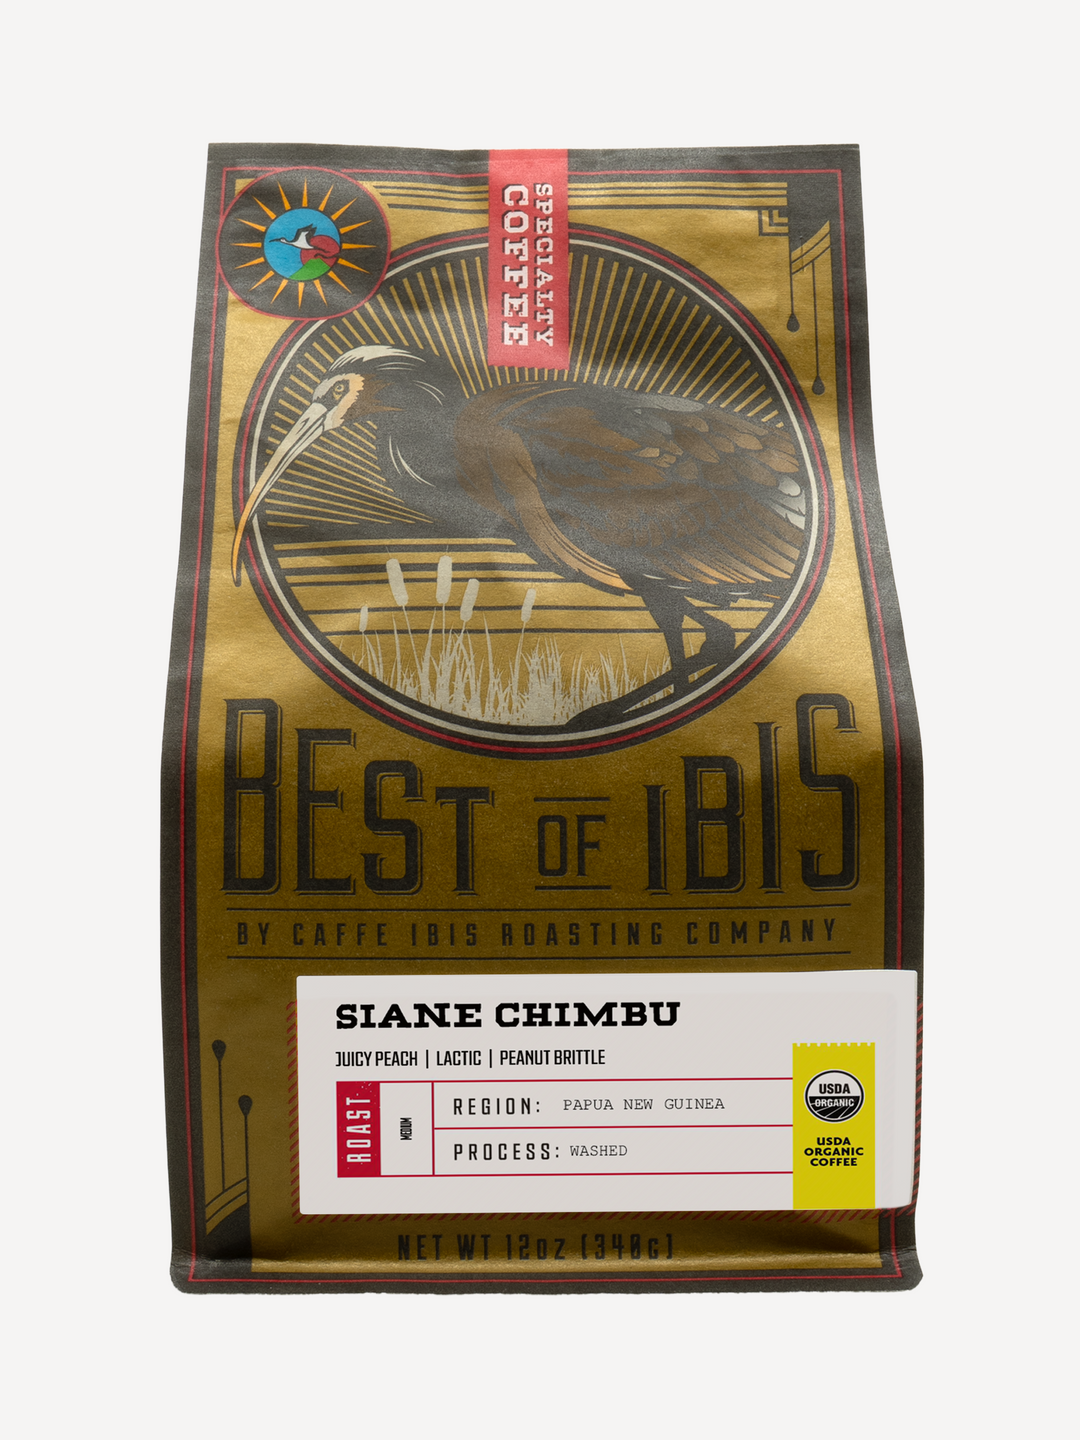 SPECIALTY
COFFEE
BEST OF IBIS
BY CAFFE IBIS ROASTING COMPANY
SIANE CHIMBU
JUICY PEACH | LACTIC | PEANUT BRITTLE
ROAST
MEDIUM
REGION: PAPUA NEW GUINEA
PROCESS: WASHED
USDA
ORGANIC
USDA
ORGANIC
COFFEE
NET WT 12oz (340g)